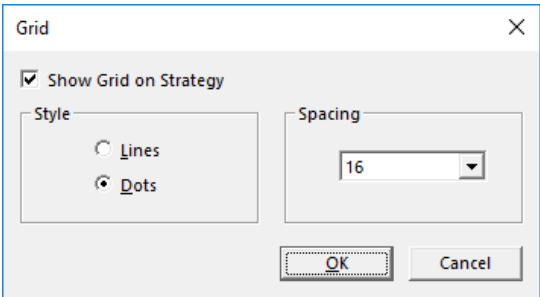 Grid
Show Grid on Strategy
Style
Lines
Dots
Spacing
16
OK
Cancel